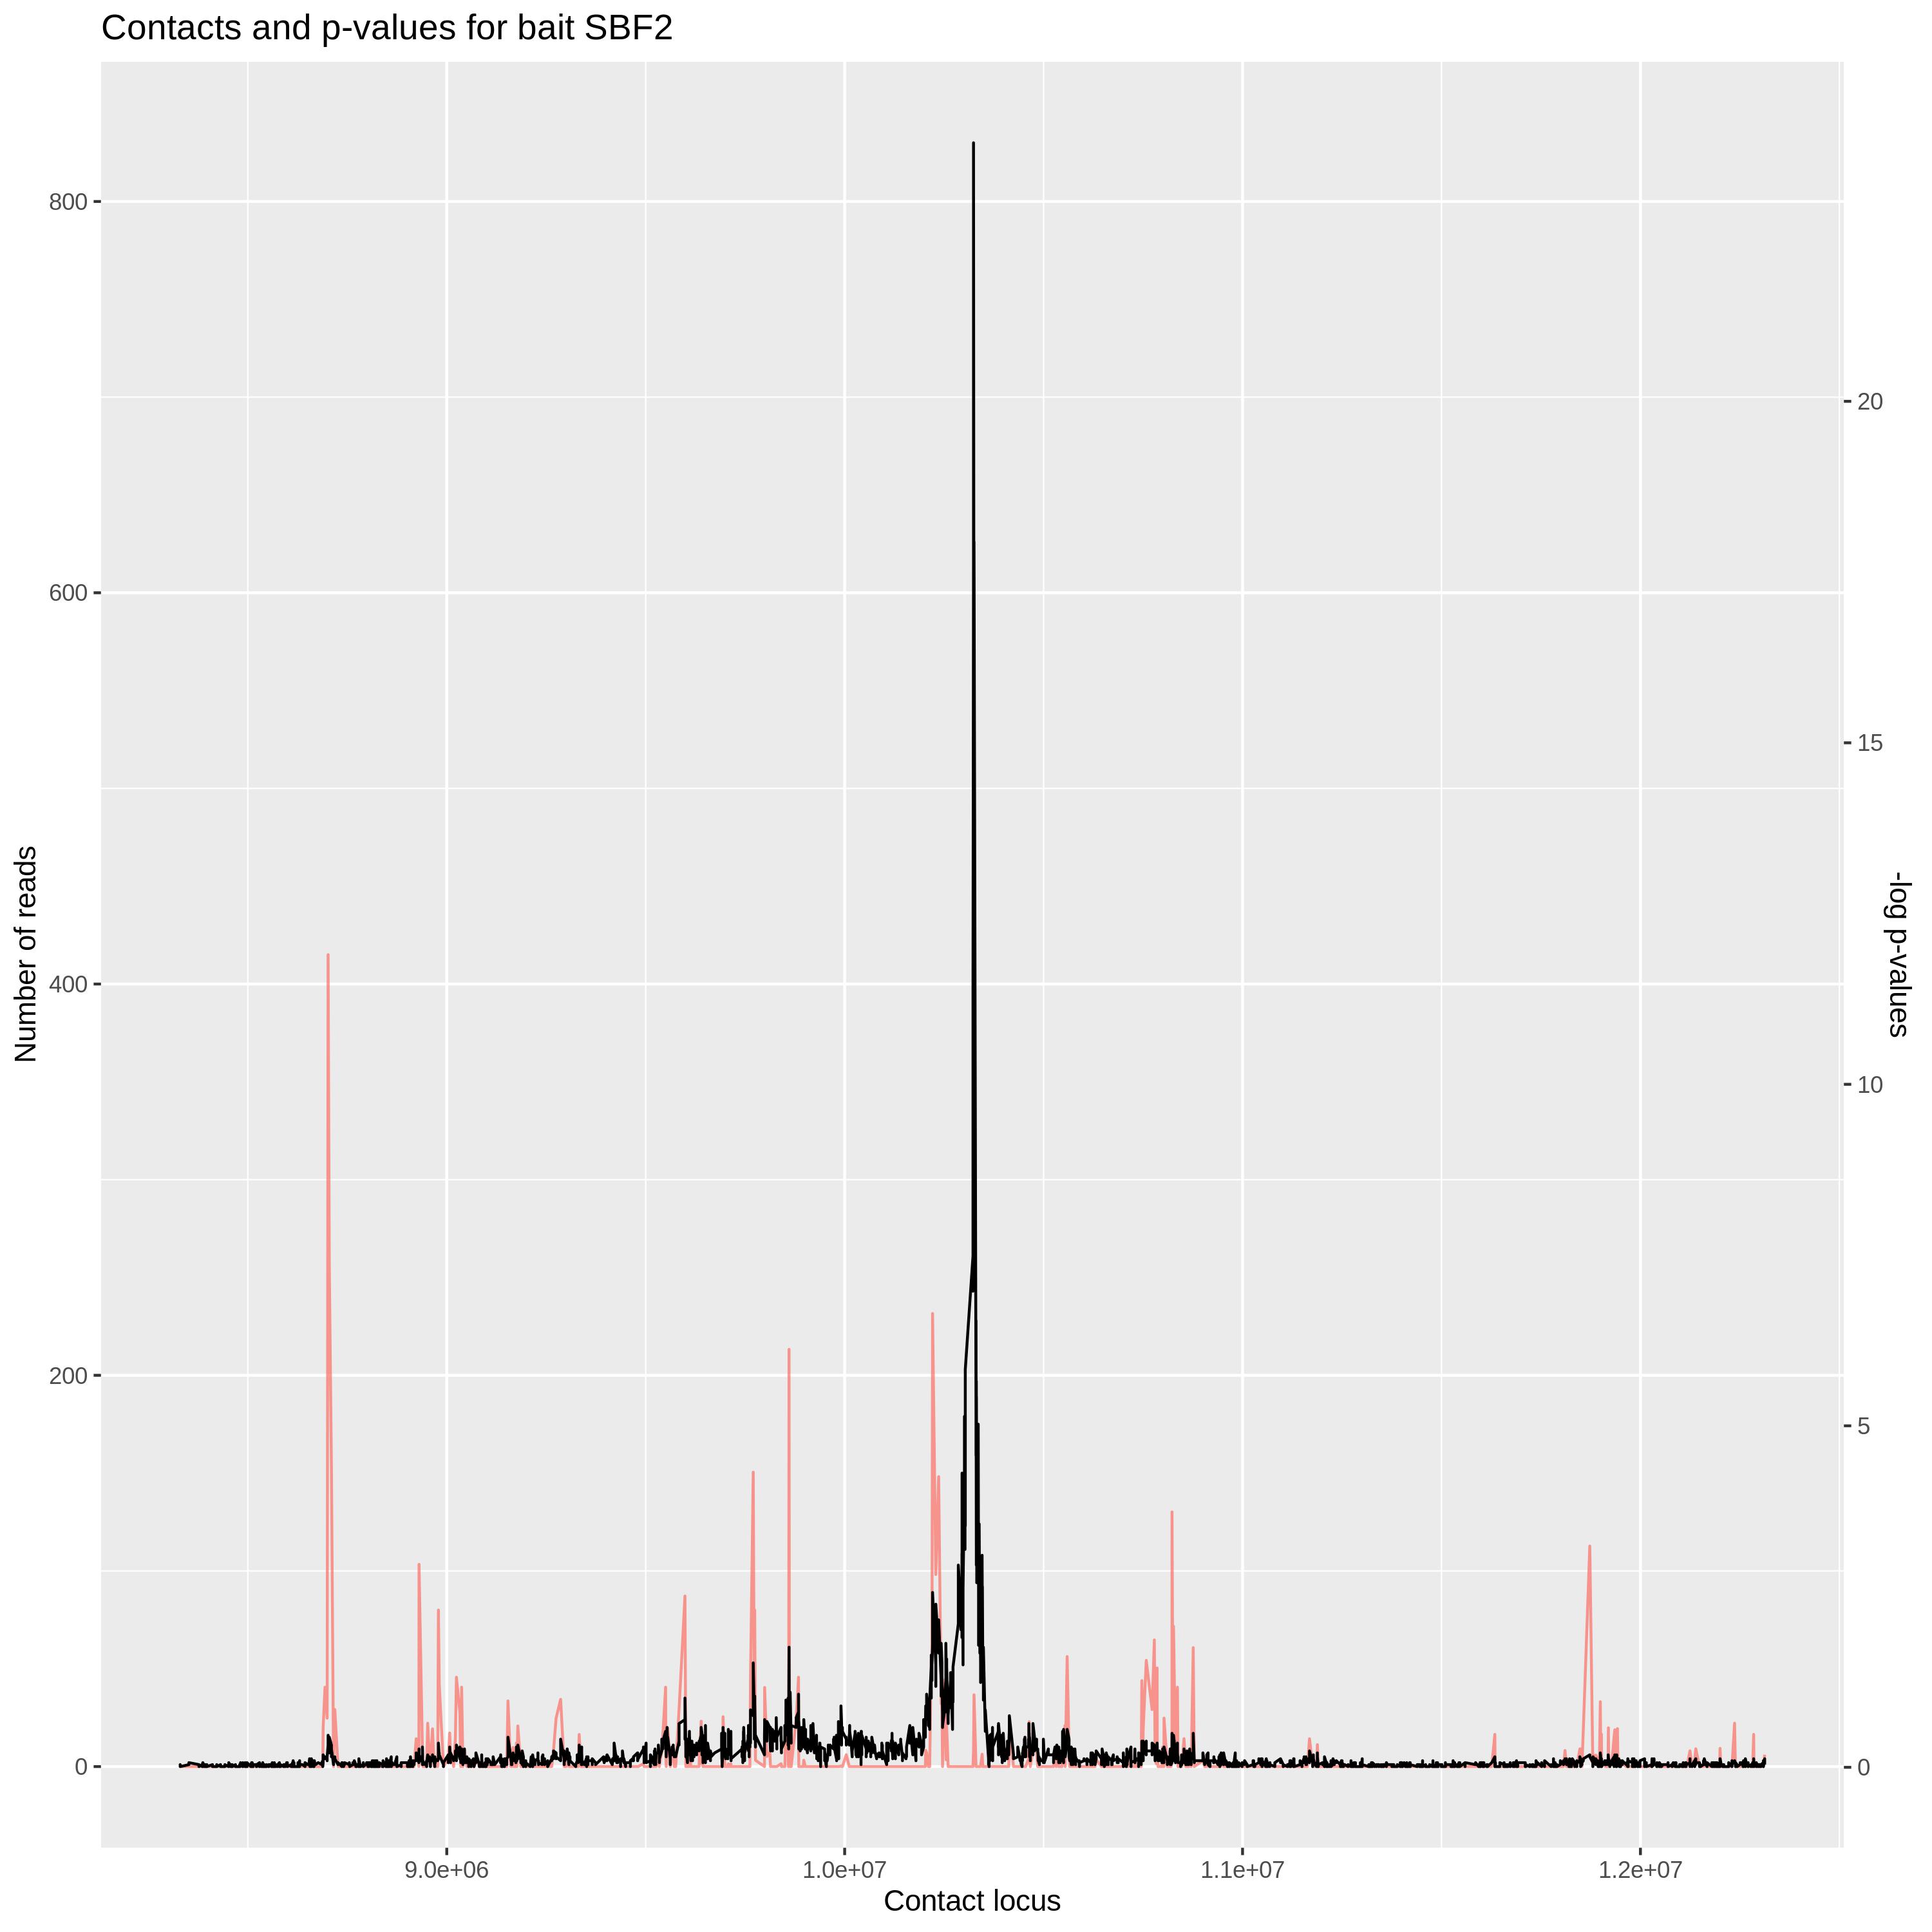 Contacts and p-values for bait SBF2
800
600
400
200
0
Number of reads
20
15
10
5
0
-log p-values
9.0e+06
1.0e+07
1.1e+07
1.2e+07
Contact locus